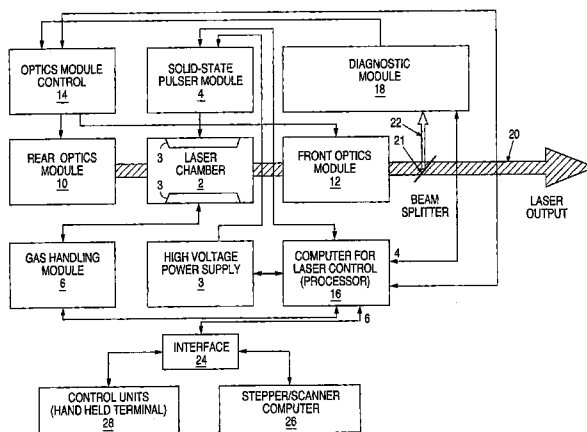 OPTICS MODULE
CONTROL
14
SOLID-STATE
PULSER MODULE
4
DIAGNOSTIC
MODULE
18
22
21
20
REAR OPTICS
MODULE
10
3
LASER
CHAMBER
2
3
FRONT OPTICS
MODULE
12
BEAM
SPLITTER
LASER
OUTPUT
GAS HANDLING
MODULE
6
HIGH VOLTAGE
POWER SUPPLY
3
COMPUTER FOR
LASER CONTROL
(PROCESSOR)
16
4
6
INTERFACE
24
CONTROL UNITS
(HAND HELD TERMINAL)
28
STEPPER/SCANNER
COMPUTER
26